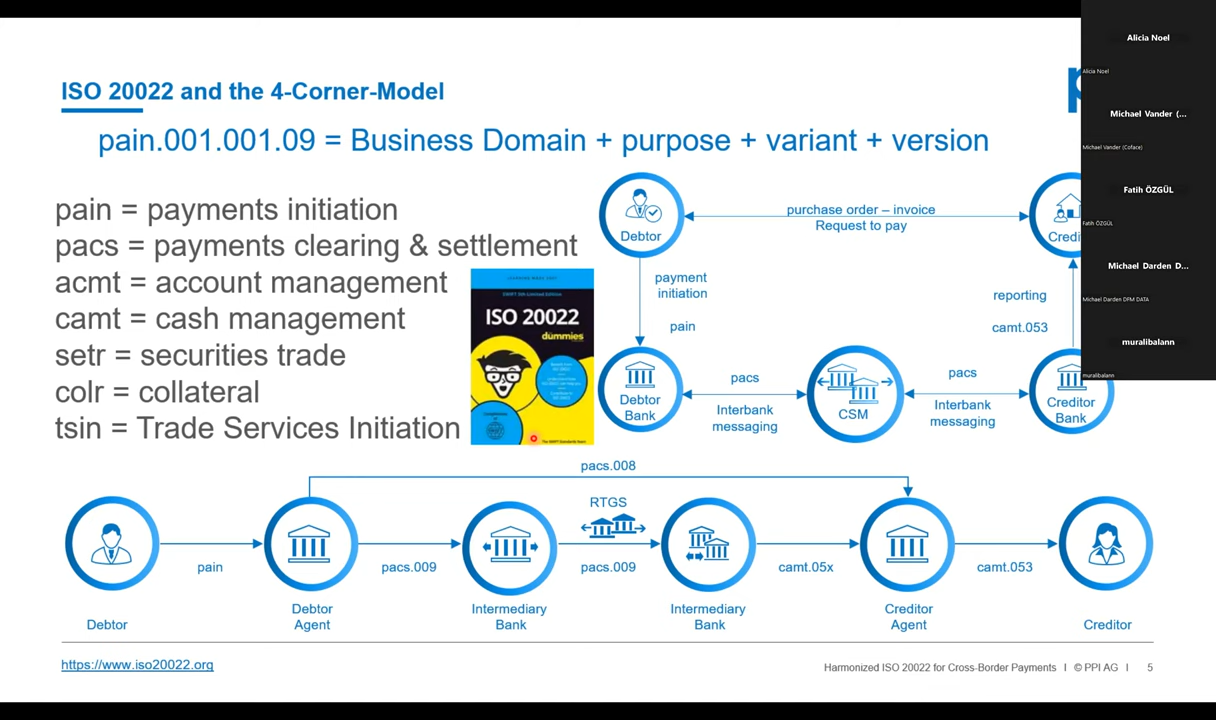 ISO 20022 and the 4-Corner-Model
pain.001.001.09 = Business Domain + purpose + variant + version
pain = payments initiation
pacs = payments clearing & settlement
acmt = account management
camt = cash management
setr = securities trade
colr = collateral
tsin = Trade Services Initiation
ISO 20022
dummies
Debtor
purchase order – invoice
Request to pay
payment
initiation
pain
reporting
camt.053
Debtor
Bank
pacs
Interbank
messaging
CSM
pacs
Interbank
messaging
Creditor
Bank
pacs.008
RTGS
pain
pacs.009
pacs.009
camt.05x
camt.053
Debtor
Debtor
Agent
Intermediary
Bank
Intermediary
Bank
Creditor
Agent
Creditor
https://www.iso20022.org
Harmonized ISO 20022 for Cross-Border Payments I © PPI AG I 5
Alicia Noel
Alicia Noel
Michael Vander (...
Michael Vander (Coface)
Fatih ÖZGÜL
Fatih ÖZGÜL
Michael Darden D...
Michael Darden DFM DATA
muralibalann
muralibalann